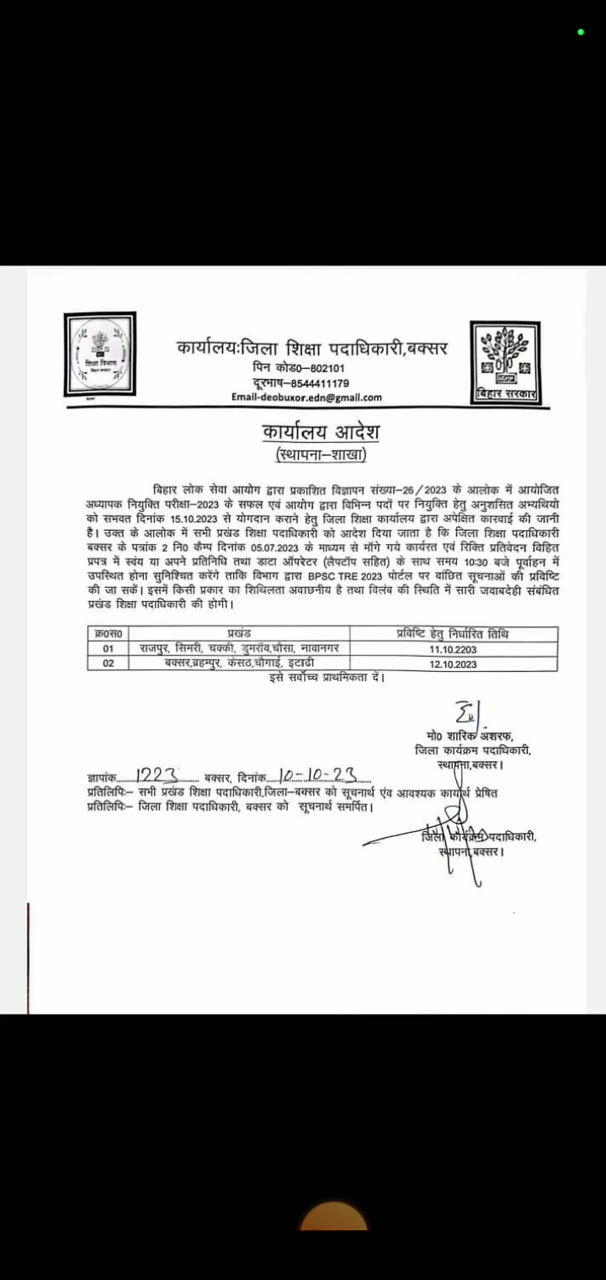 शिक्षा विभाग
बिहार सरकार
कार्यालयःजिला शिक्षा पदाधिकारी,बक्सर
पिन कोड0–802101
दूरभाष–8544411179
Email-deobuxor.edn@gmail.com
कार्यालय आदेश
(स्थापना–शाखा)
बिहार लोक सेवा आयोग द्वारा प्रकाशित विज्ञापन संख्या–26/2023 के आलोक में आयोजित
अध्यापक नियुक्ति परीक्षा–2023 के सफल एवं आयोग द्वारा विभिन्न पदों पर नियुक्ति हेतु अनुशसित अभ्यथियो
को सभवत दिनांक 15.10.2023 से योगदान कराने हेतु जिला शिक्षा कार्यालय द्वारा अपेक्षित कारवाई की जानी
है। उक्त के आलोक में सभी प्रखंड शिक्षा पदाधिकारी को आदेश दिया जाता है कि जिला शिक्षा पदाधिकारी
बक्सर के पत्रांक 2 नि0 कैम्प दिनांक 05.07.2023 के माध्यम से मॉगे गये कार्यरत एवं रिक्ति प्रतिवेदन विहित
प्रपत्र में स्वंय या अपने प्रतिनिधि तथा डाटा ऑपरेटर (लैपटॉप सहित) के साथ समय 10:30 बजे पूर्वाहन में
उपस्थित होना सुनिश्चित करेंगे ताकि विभाग द्वारा BPSC TRE 2023 पोर्टल पर वांछित सूचनाओं की प्रविष्टि
की जा सकें। इसमें किसी प्रकार का शिथिलता अवाछनीय है तथा विलंब की स्थिति में सारी जवाबदेही संबंधित
प्रखंड शिक्षा पदाधिकारी की होगी।
क्र0स0 प्रखंड प्रविष्टि हेतु निर्धारित तिथि
01 राजपुर, सिमरी, चक्की, डुमरॉव,चौसा, नावानगर 11.10.2203
02 बक्सर,ब्रहम्पुर, केसठ,चौगाई, इटाढी 12.10.2023
इसे सर्वोच्च प्राथमिकता दें।
मो0 शारिक अशरफ,
जिला कार्यक्रम पदाधिकारी,
स्थापना,बक्सर।
ज्ञापांक 1223 बक्सर, दिनांक 10-10-23
प्रतिलिपिः– सभी प्रखंड शिक्षा पदाधिकारी,जिला–बक्सर को सूचनार्थ एंव आवश्यक कार्यार्थ प्रेषित
प्रतिलिपिः– जिला शिक्षा पदाधिकारी, बक्सर को सूचनार्थ समर्पित।
जिला कार्यक्रम पदाधिकारी,
स्थापना,बक्सर।